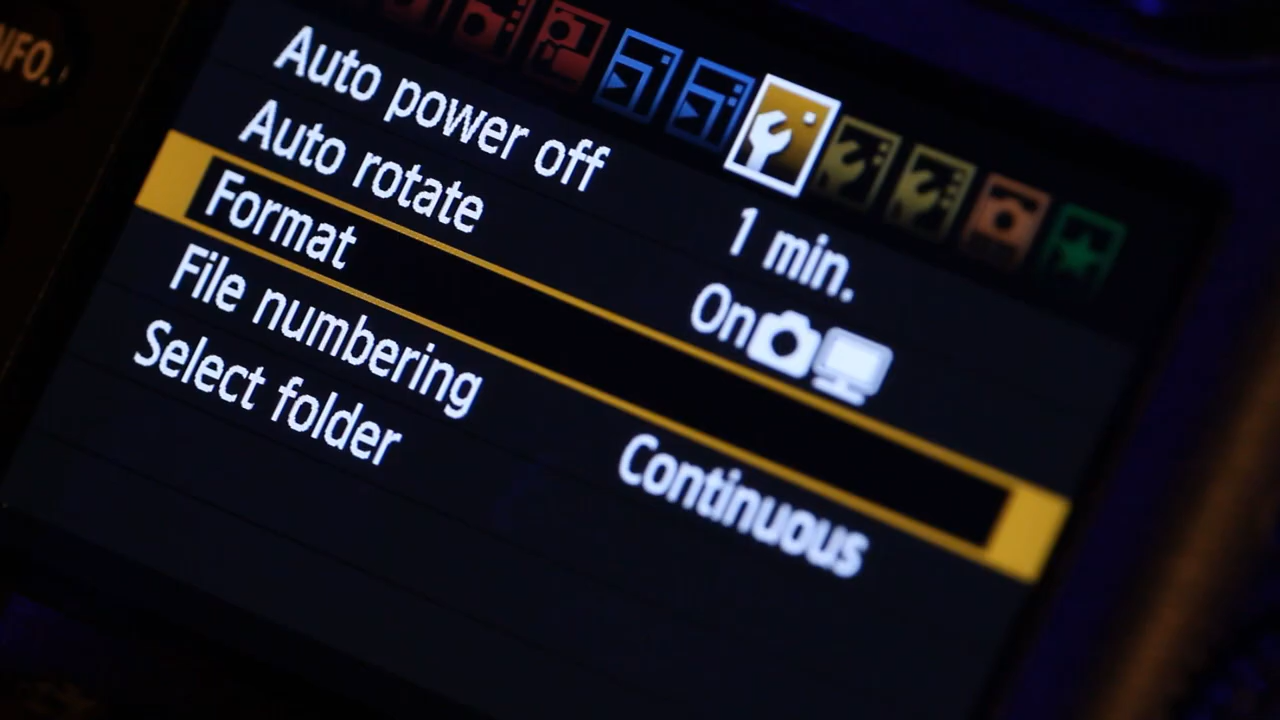 INFO.
Auto power off 1 min.
Auto rotate On
Format
File numbering Continuous
Select folder